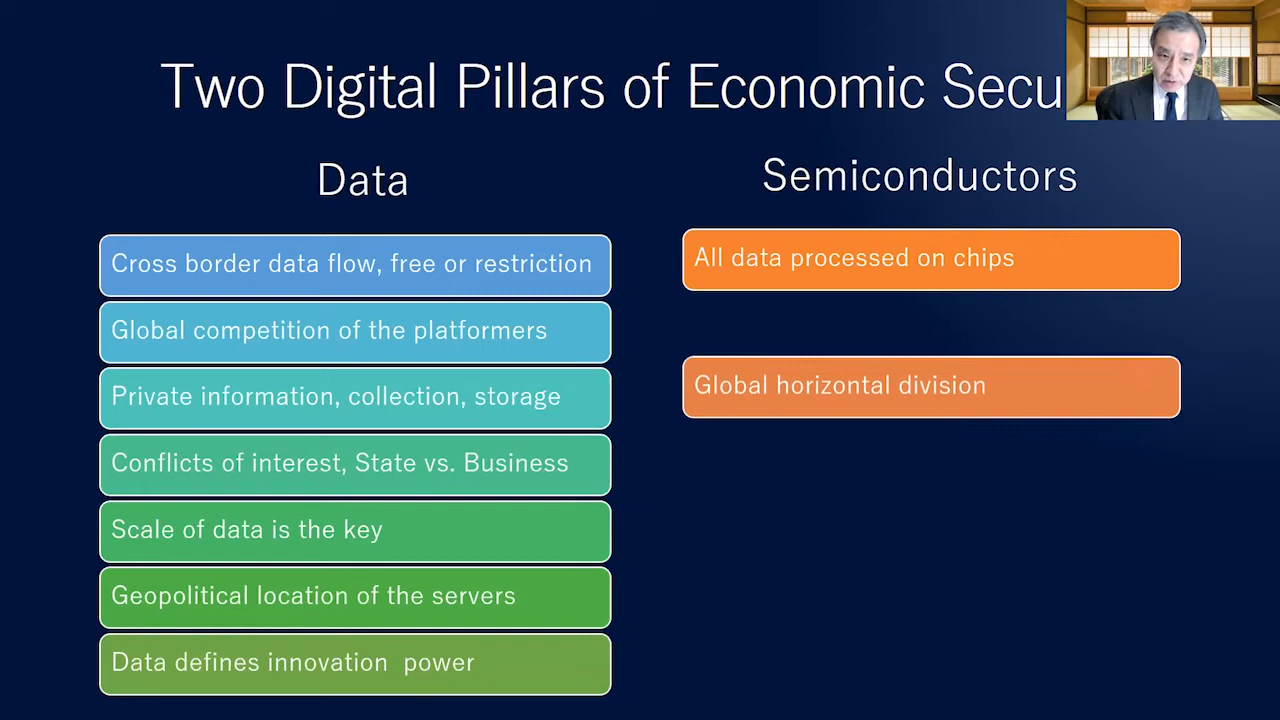 Two Digital Pillars of Economic Secu
Data
Cross border data flow, free or restriction
Global competition of the platformers
Private information, collection, storage
Conflicts of interest, State vs. Business
Scale of data is the key
Geopolitical location of the servers
Data defines innovation  power
Semiconductors
All data processed on chips
Global horizontal division